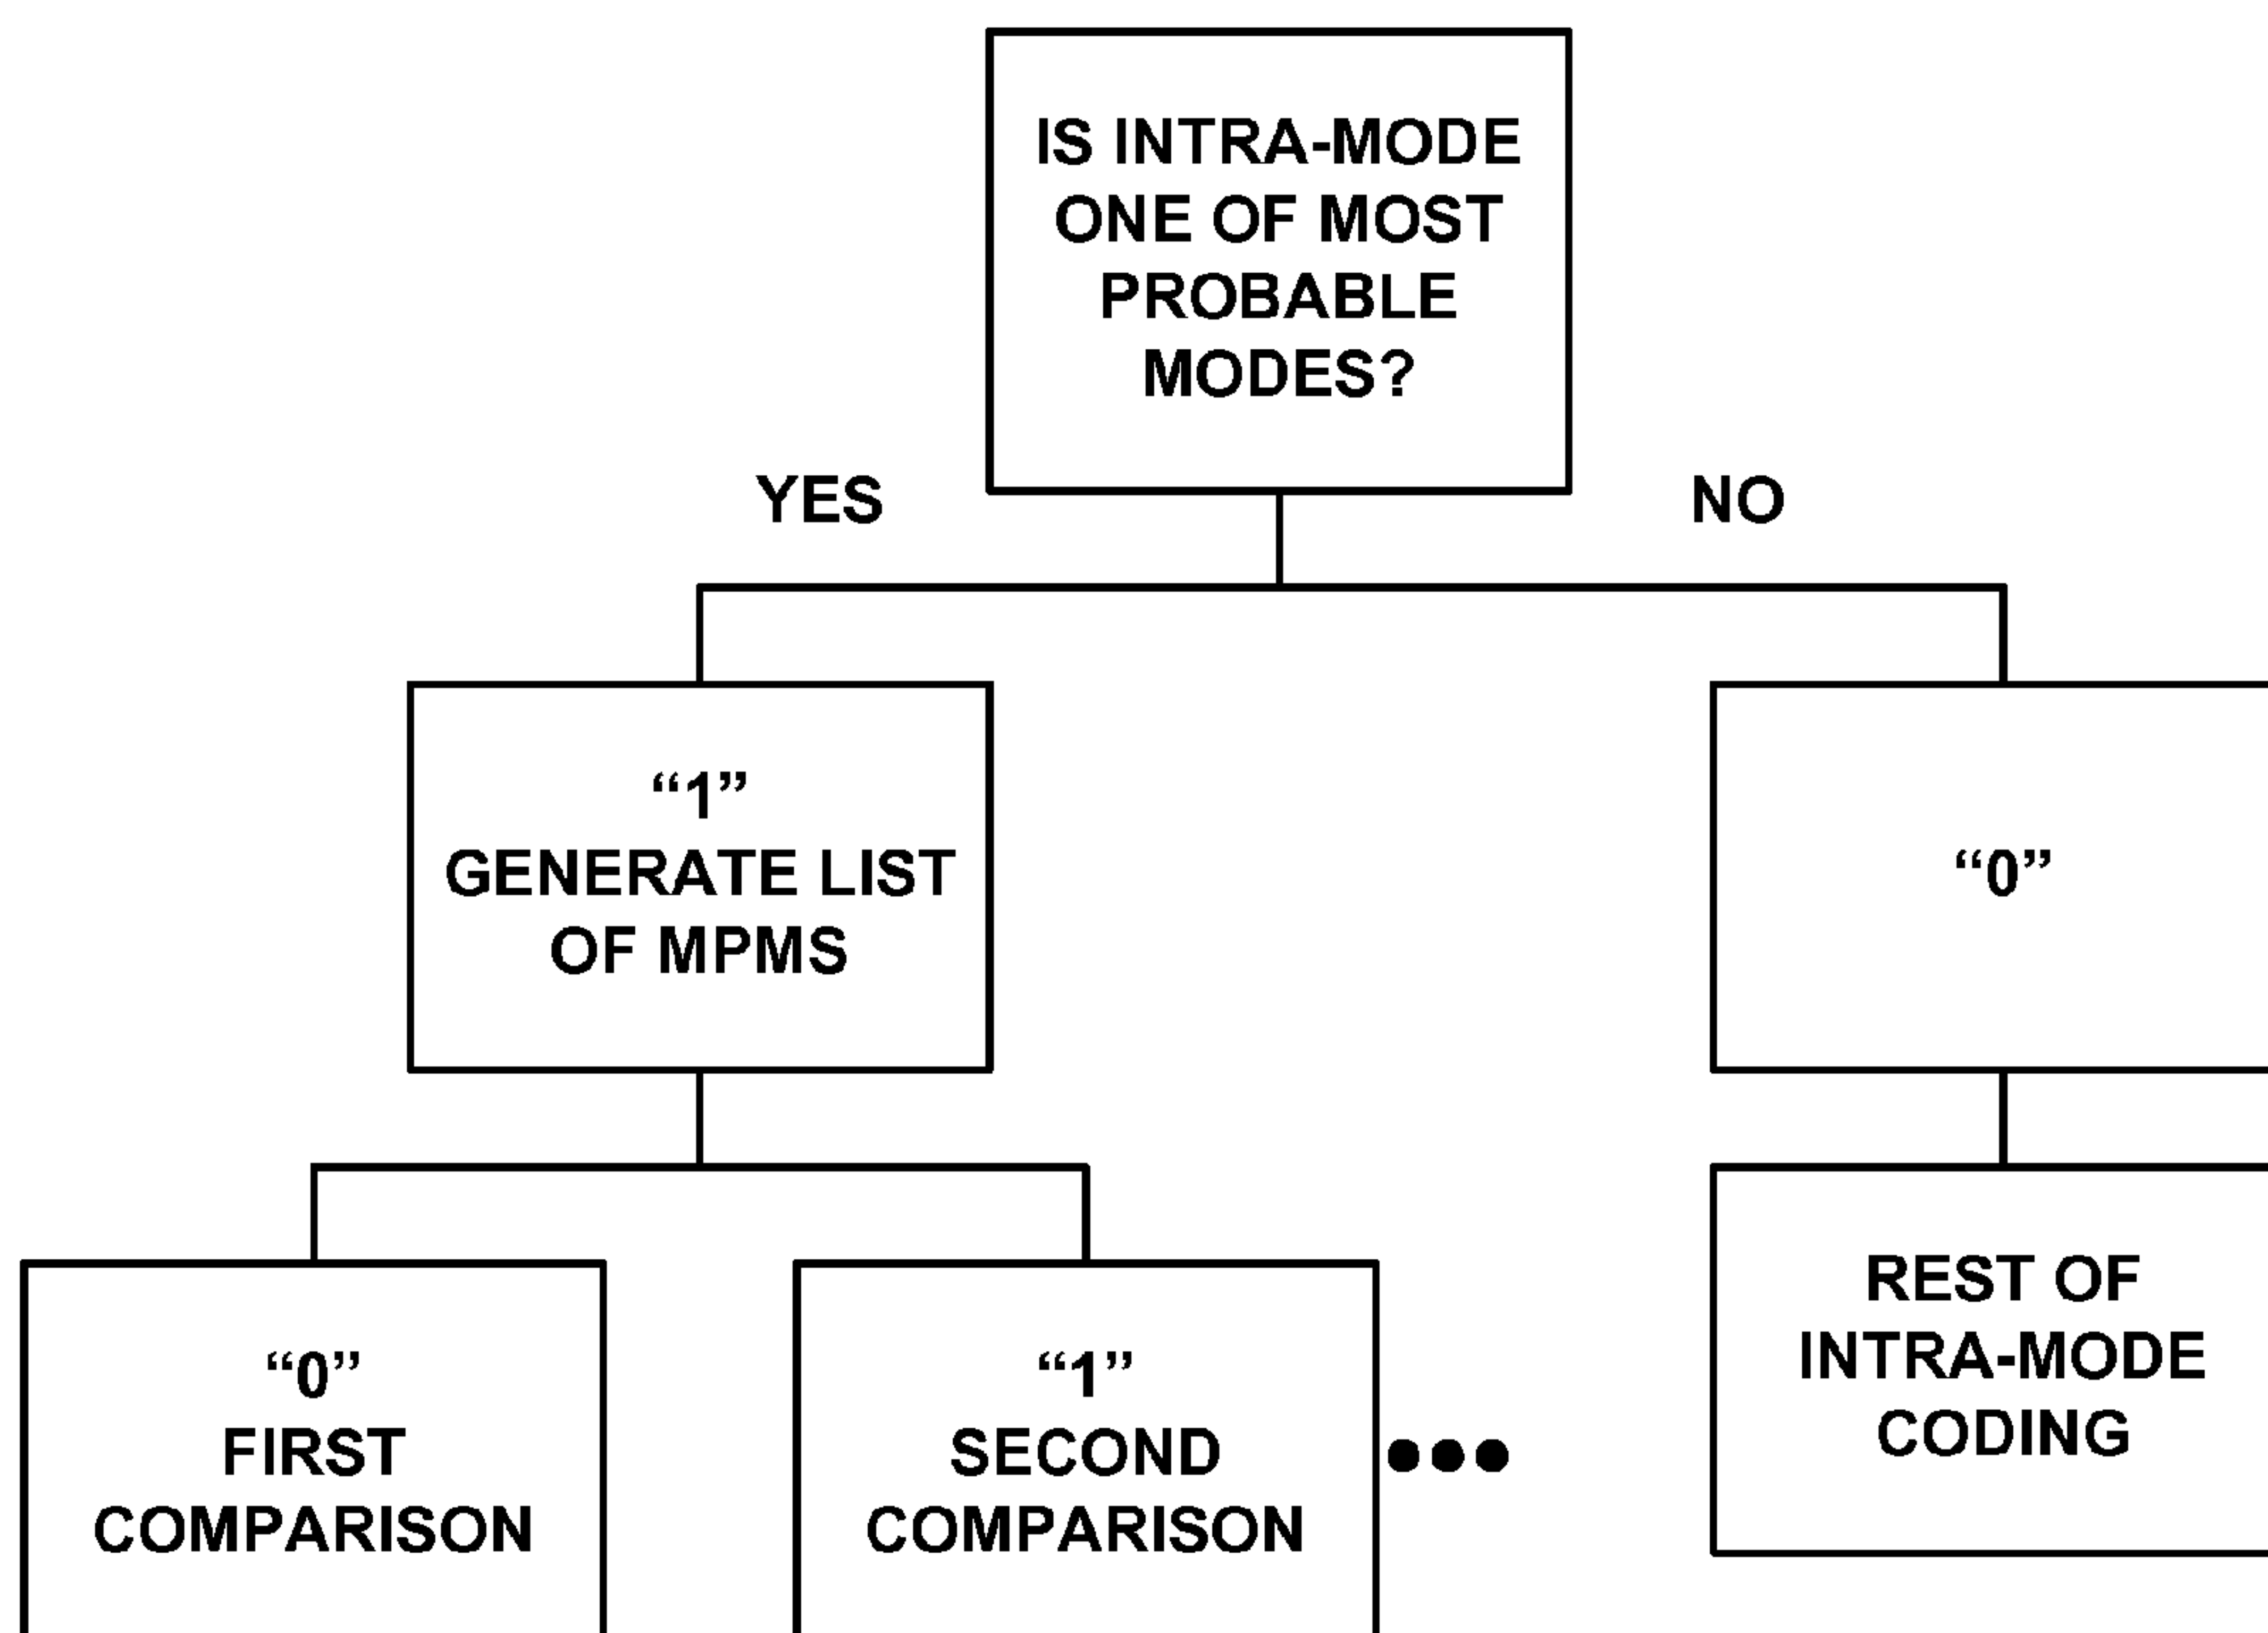 IS INTRA-MODE
ONE OF MOST
PROBABLE
MODES?
YES
NO
“1”
GENERATE LIST
OF MPMS
“0”
“0”
FIRST
COMPARISON
“1”
SECOND
COMPARISON
●●●
REST OF
INTRA-MODE
CODING